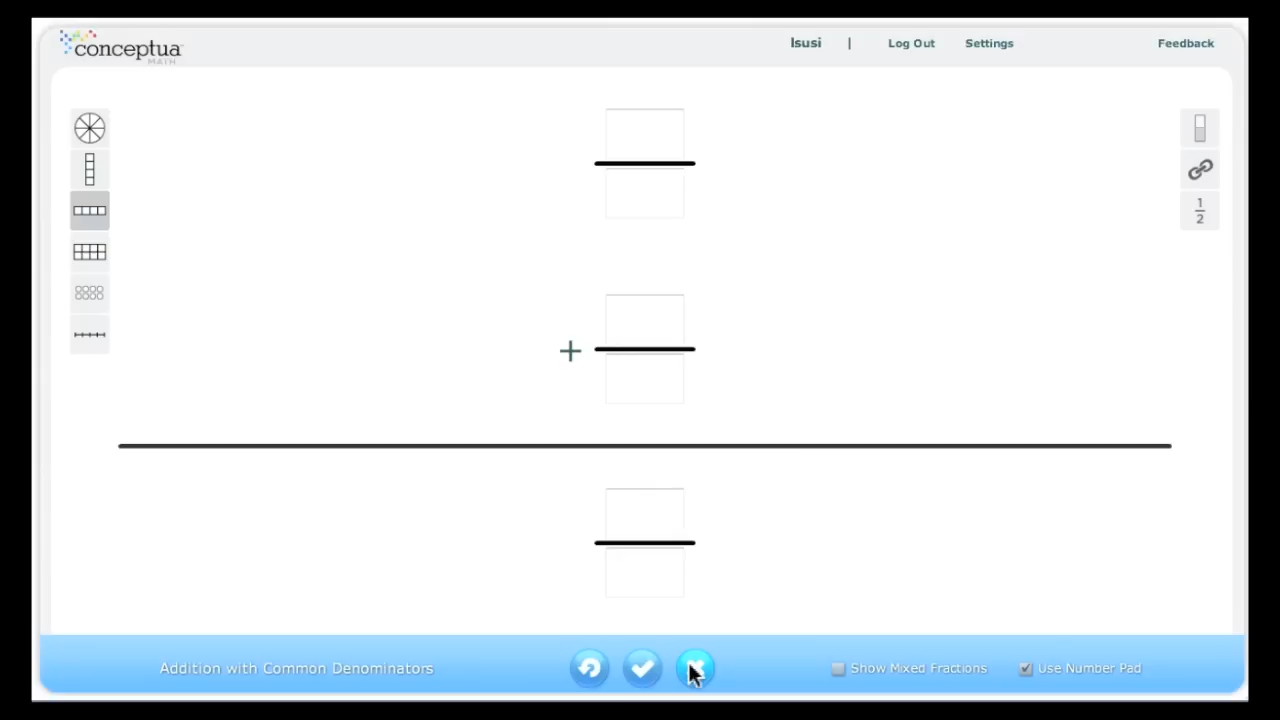 conceptua
MATH
lsusi | Log Out Settings Feedback
1
2
+
Addition with Common Denominators
Show Mixed Fractions
Use Number Pad